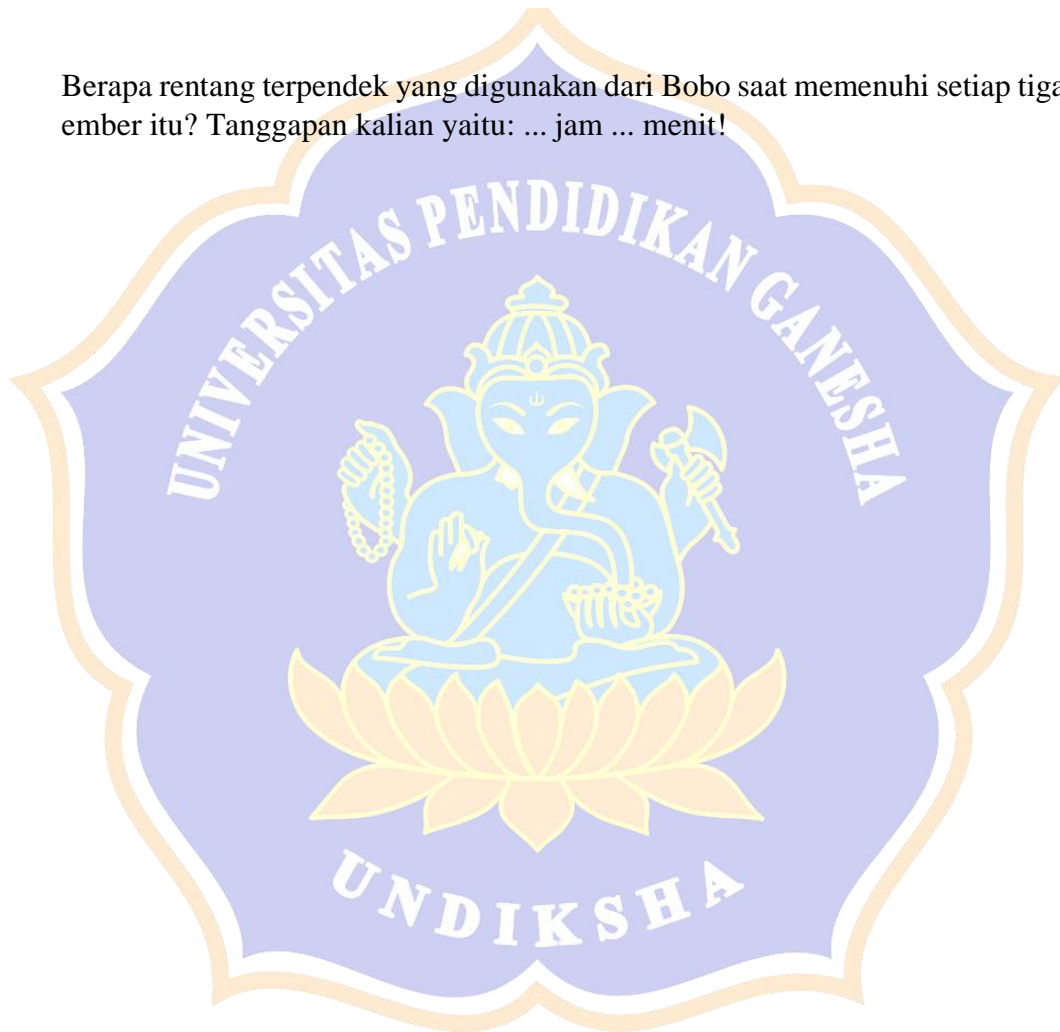 Berapa rentang terpendek yang digunakan dari Bobo saat memenuhi setiap tiga
ember itu? Tanggapan kalian yaitu: ... jam ... menit!
UNIVERSITAS PENDIDIKAN GANESHA
UNDIKSHA